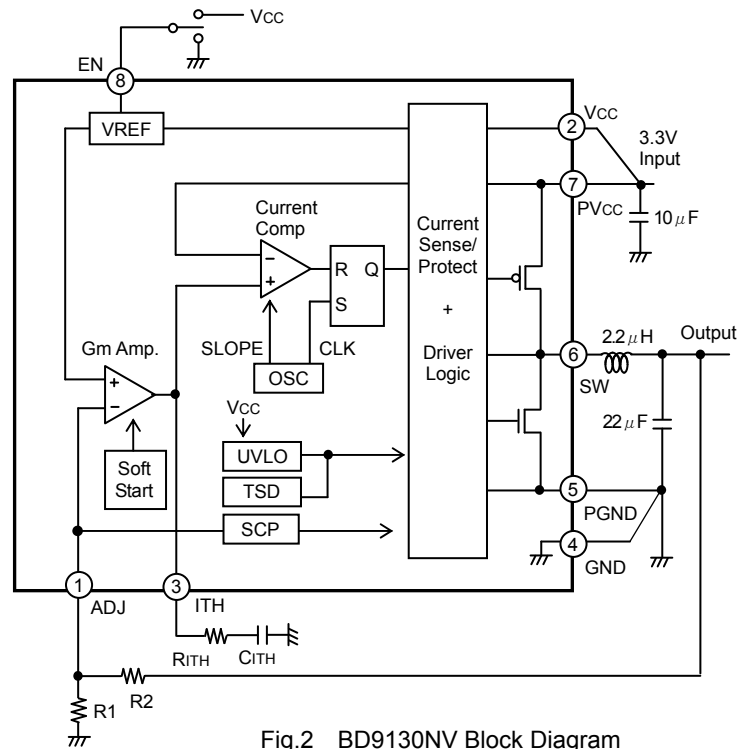 VCC
EN
8
VREF
VCC
2
3.3V
Input
7
PVCC
10μF
Current
Comp
Current
Sense/
Protect
+
Driver
Logic
−
+
R Q
S
Gm Amp.
SLOPE
CLK
OSC
+
−
2.2μH
Output
6
SW
VCC
22μF
Soft
Start
UVLO
TSD
SCP
5
PGND
4
GND
1
ADJ
3
ITH
RITH
CITH
R2
R1
Fig.2 BD9130NV Block Diagram